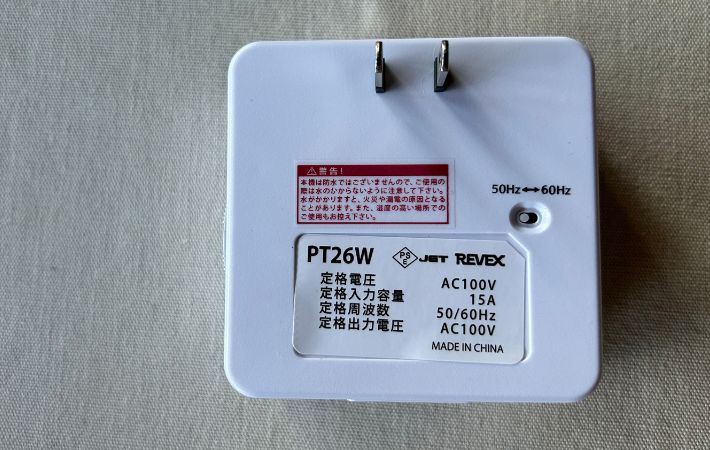 ⚠警告!
本機は防水ではございませんので、ご使用の
際は水のかからないように注意して下さい。
水がかかりますと、火災や漏電の原因となる
ことがあります。また、湿度の高い場所での
ご使用もお控え下さい。
50Hz⟷60Hz
PT26W PSE JET REVEX
定格電圧 AC100V
定格入力容量 15A
定格周波数 50/60Hz
定格出力電圧 AC100V
MADE IN CHINA